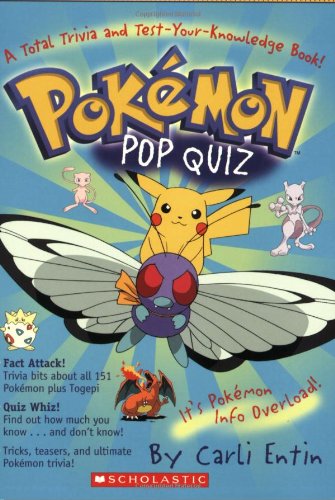 A Total Trivia and Test-Your-Knowledge Book!
POKéMON™
POP QUIZ
Fact Attack!
Trivia bits about all 151
Pokémon plus Togepi
Quiz Whiz!
Find out how much you
know . . . and don't know!
Tricks, teasers, and ultimate
Pokémon trivia!
It's Pokémon
Info Overload!
By Carli Entin
SCHOLASTIC